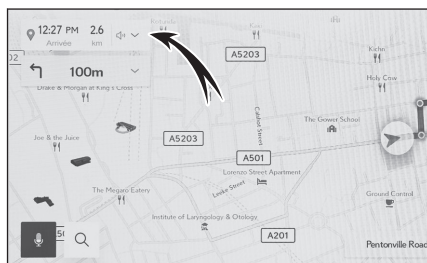 12:27 PM 2.6
Arrivée km
100m
Kichn
A5203
Holy Cow
Drake & Morgan at King's Cross
Calshot Street
The Gower School
Joe & the Juice
A5203
A501
Lorenzo Street Apartment
The Megaro Eatery
Leeke Street
Ground Control
Institute of Laryngology & Otology
A201
Pentonville Road